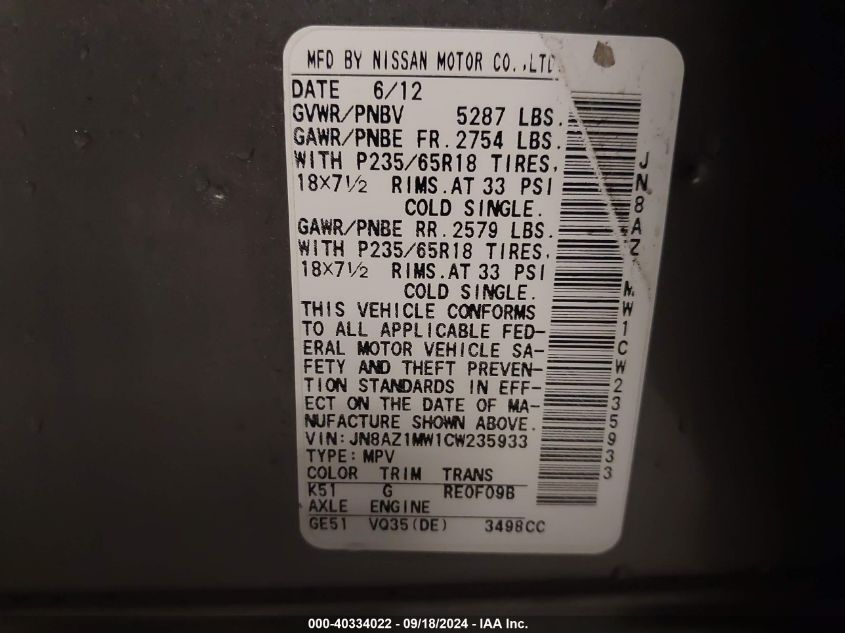 MFD BY NISSAN MOTOR CO.,LTD.
DATE 6/12
GVWR/PNBV 5287 LBS.
GAWR/PNBE FR. 2754 LBS.
WITH P235/65R18 TIRES,
18×7½ RIMS. AT 33 PSI
COLD SINGLE.
GAWR/PNBE RR. 2579 LBS.
WITH P235/65R18 TIRES,
18×7½ RIMS. AT 33 PSI
COLD SINGLE.
THIS VEHICLE CONFORMS
TO ALL APPLICABLE FED-
ERAL MOTOR VEHICLE SA-
FETY AND THEFT PREVEN-
TION STANDARDS IN EFF-
ECT ON THE DATE OF MA-
NUFACTURE SHOWN ABOVE.
VIN:JN8AZ1MW1CW235933
TYPE:MPV
COLOR TRIM TRANS
K51 G RE0F09B
AXLE ENGINE
GE51 VQ35(DE) 3498CC
JN8AZ1MW1CW235933
000-40334022 - 09/18/2024 - IAA Inc.